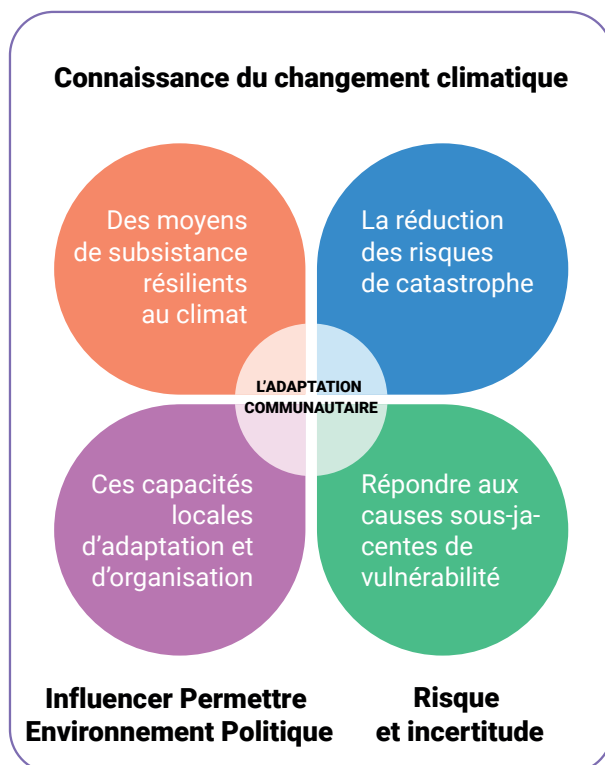 Connaissance du changement climatique
Des moyens
de subsistance
résilients
au climat
La réduction
des risques
de catastrophe
L'ADAPTATION
COMMUNAUTAIRE
Ces capacités
locales
d'adaptation et
d'organisation
Répondre aux
causes sous-ja-
centes de
vulnérabilité
Influencer Permettre
Environnement Politique
Risque
et incertitude